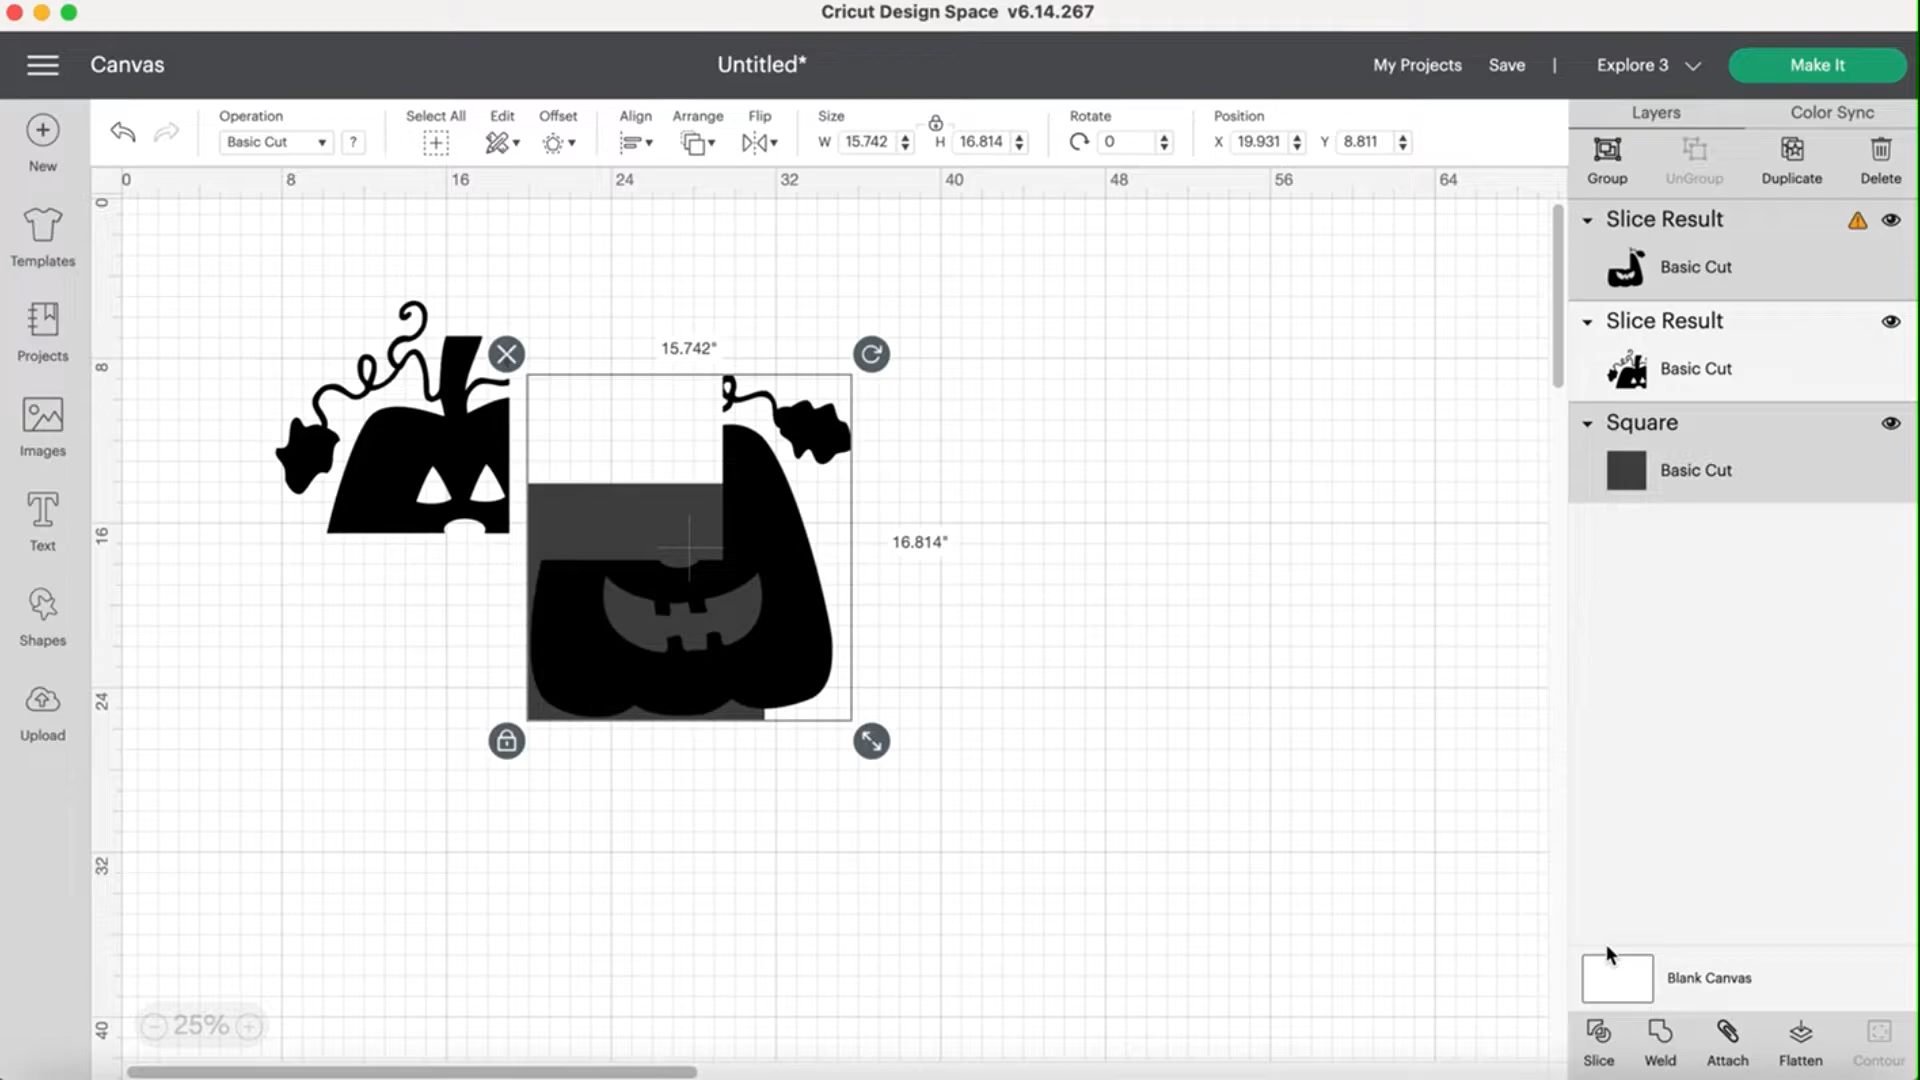 Cricut Design Space v6.14.267
Canvas
Untitled*
My Projects
Save
|
Explore 3
Make It
New
Templates
Projects
Images
Text
Shapes
Upload
Operation
Basic Cut
?
Select All
Edit
Offset
Align
Arrange
Flip
Size
W 15.742
H 16.814
Rotate
0
Position
X 19.931
Y 8.811
0 8 16 24 32 40 48 56 64
0
8
16
24
32
40
15.742"
16.814"
25%
Layers
Color Sync
Group
UnGroup
Duplicate
Delete
Slice Result
Basic Cut
Slice Result
Basic Cut
Square
Basic Cut
Blank Canvas
Slice
Weld
Attach
Flatten
Contour